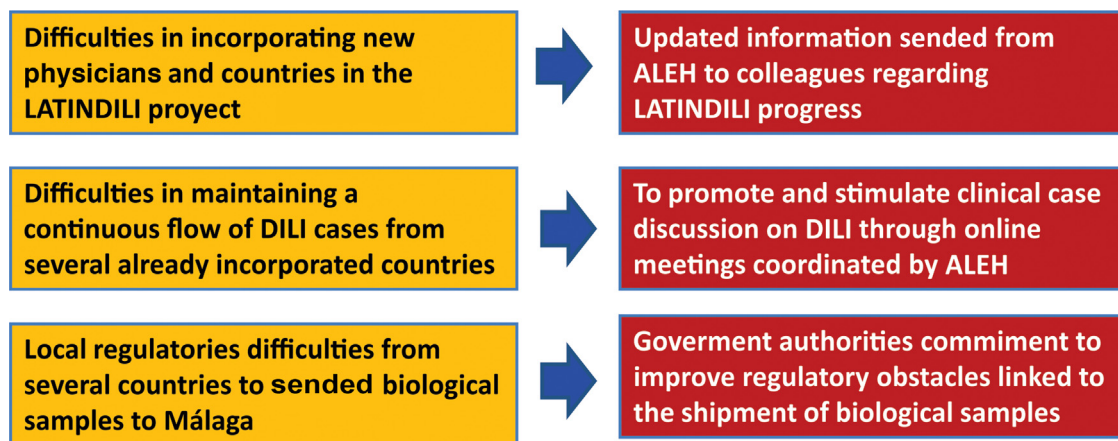 Difficulties in incorporating new
physicians and countries in the
LATINDILI proyect
Updated information sended from
ALEH to colleagues regarding
LATINDILI progress
Difficulties in maintaining a
continuous flow of DILI cases from
several already incorporated countries
To promote and stimulate clinical case
discussion on DILI through online
meetings coordinated by ALEH
Local regulatories difficulties from
several countries to sended biological
samples to Málaga
Goverment authorities commiment to
improve regulatory obstacles linked to
the shipment of biological samples